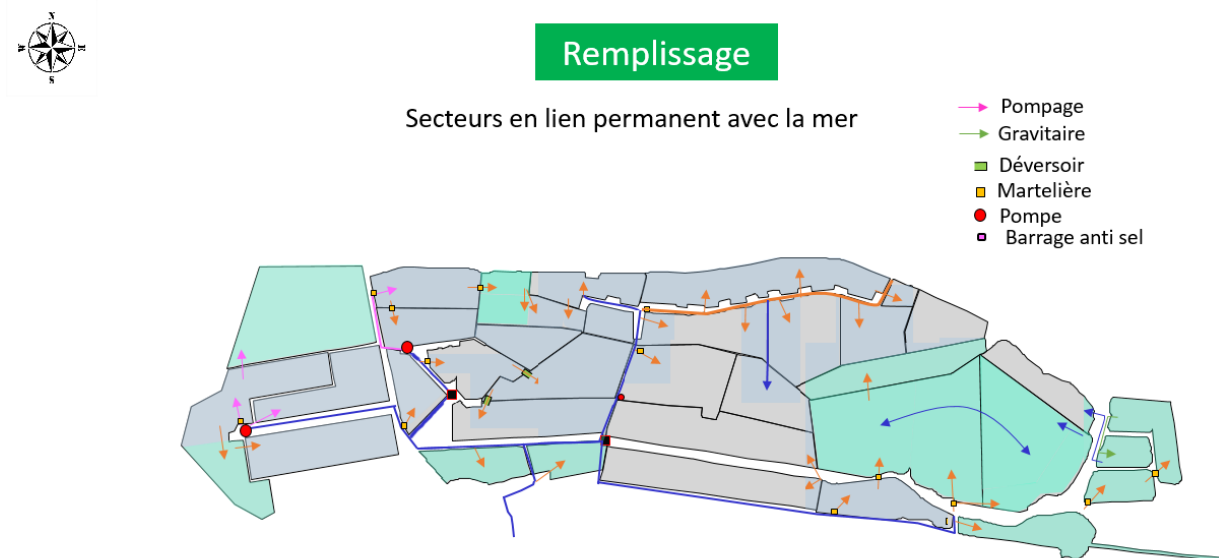 N
W
E
S
Remplissage
Secteurs en lien permanent avec la mer
Pompage
Gravitaire
Déversoir
Martelière
Pompe
Barrage anti sel